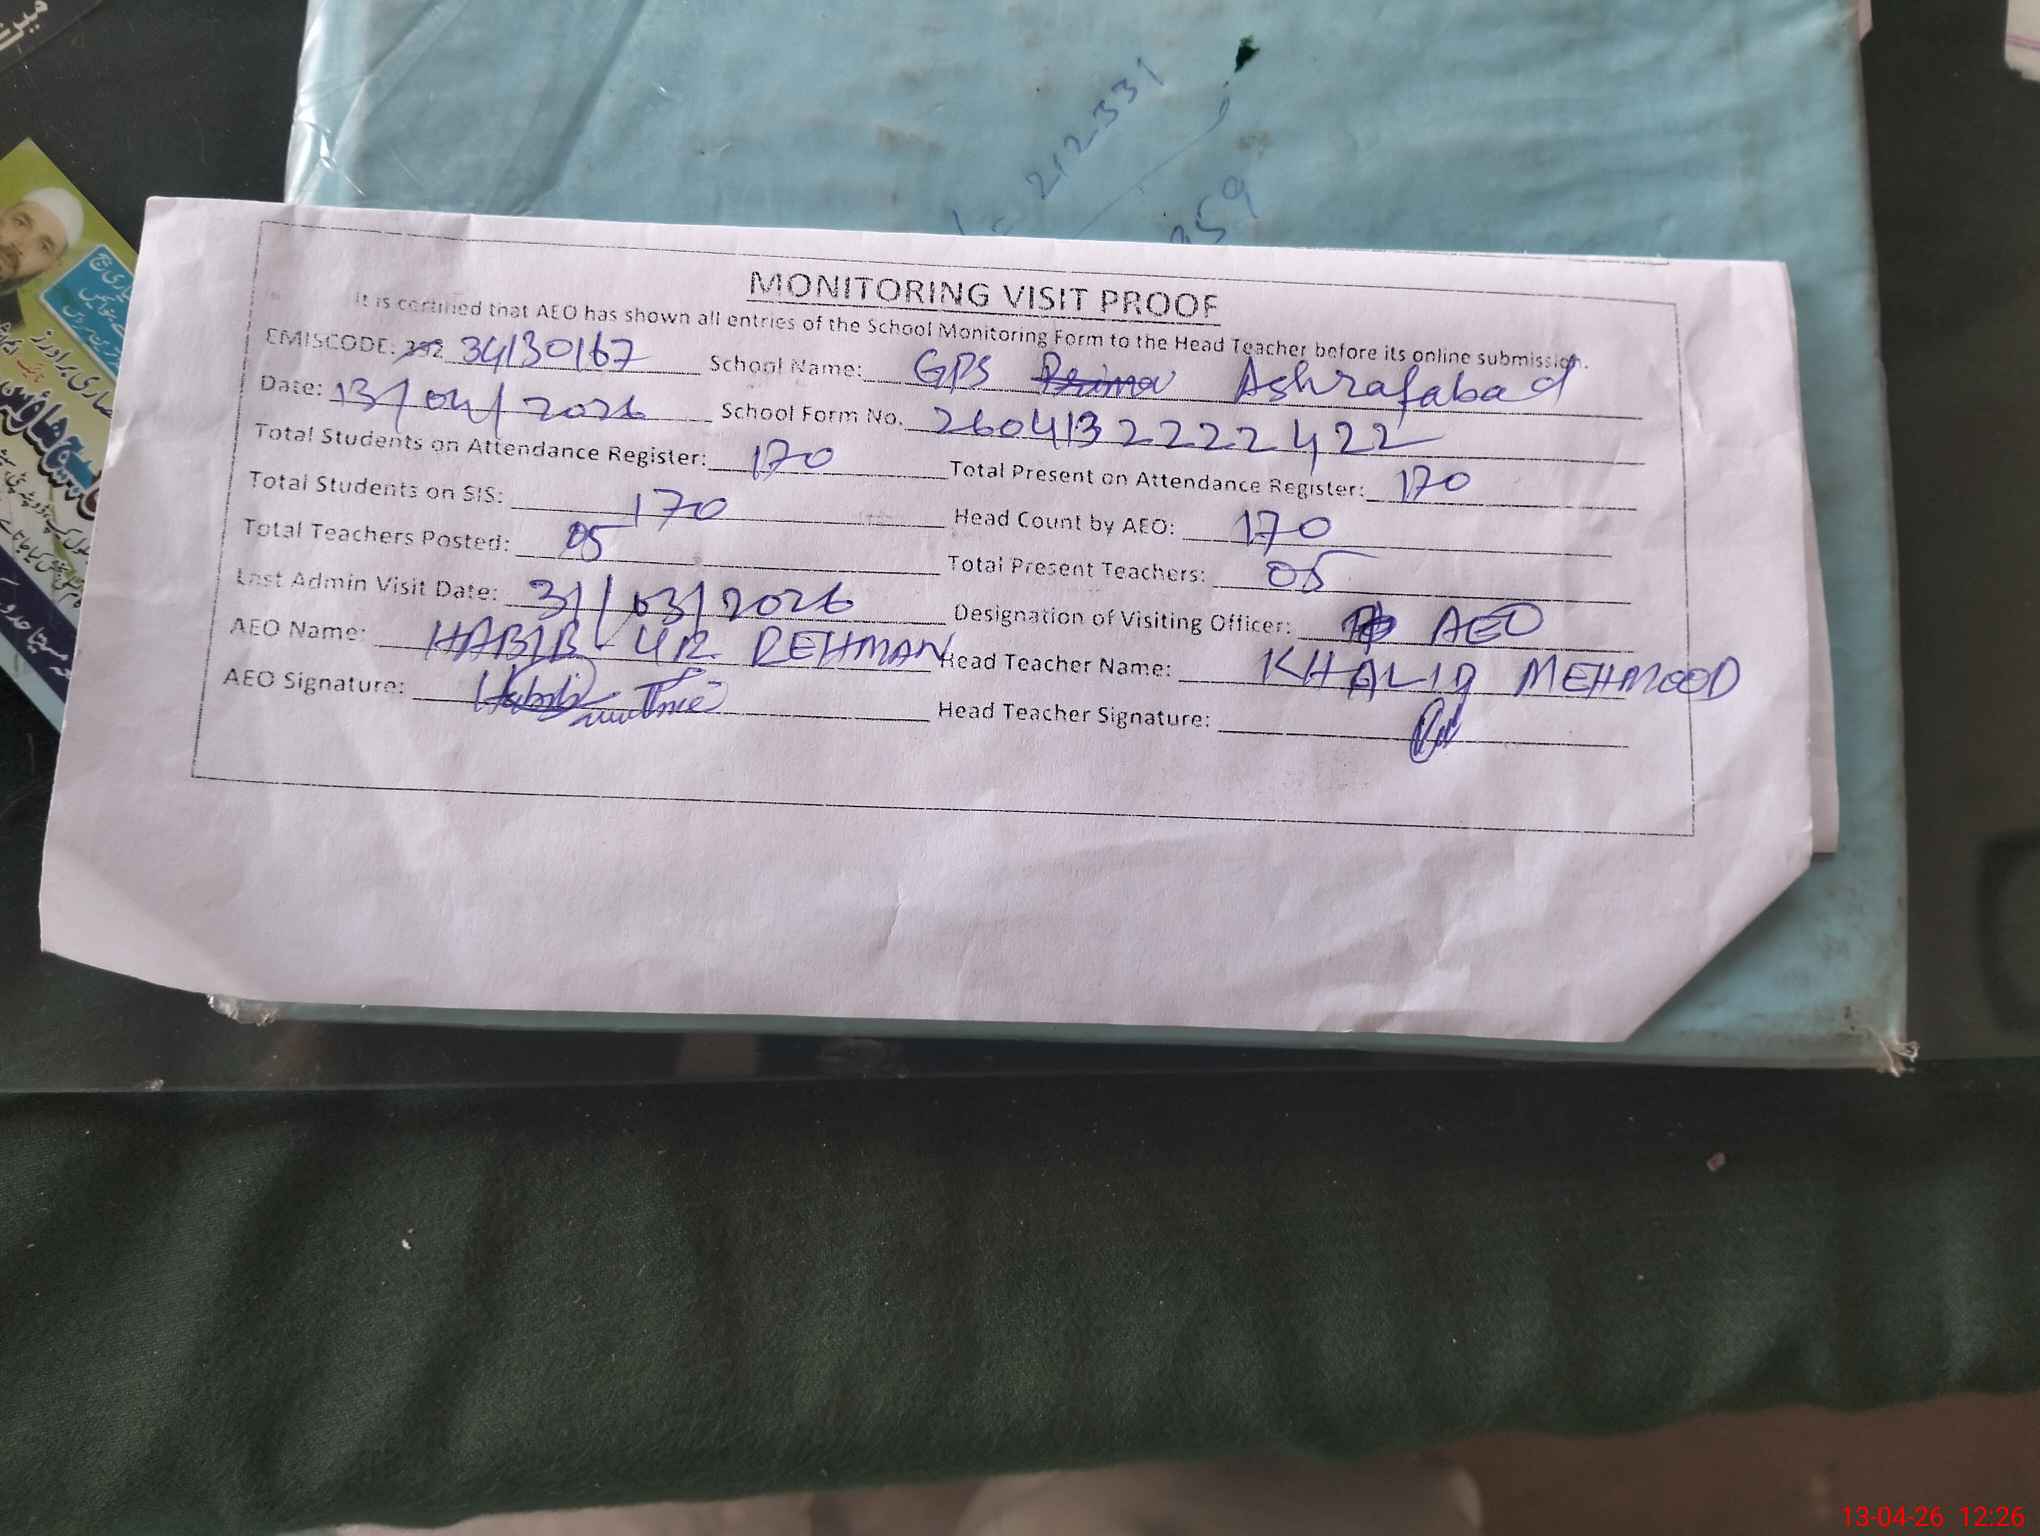 212331
959
MONITORING VISIT PROOF
It is certified that AEO has shown all entries of the School Monitoring Form to the Head Teacher before its online submission.
EMISCODE: 34130167 School Name: GPS Ashrafabad
Date: 13/04/2026 School Form No. 2604132222422
Total Students on Attendance Register: 170 Total Present on Attendance Register: 170
Total Students on SIS: 170 Head Count by AEO: 170
Total Teachers Posted: 05 Total Present Teachers: 05
Last Admin Visit Date: 31/03/2026 Designation of Visiting Officer: AEO
AEO Name: HABIB-UR REHMAN Head Teacher Name: KHALIQ MEHMOOD
AEO Signature: Head Teacher Signature:
13-04-26 12:26